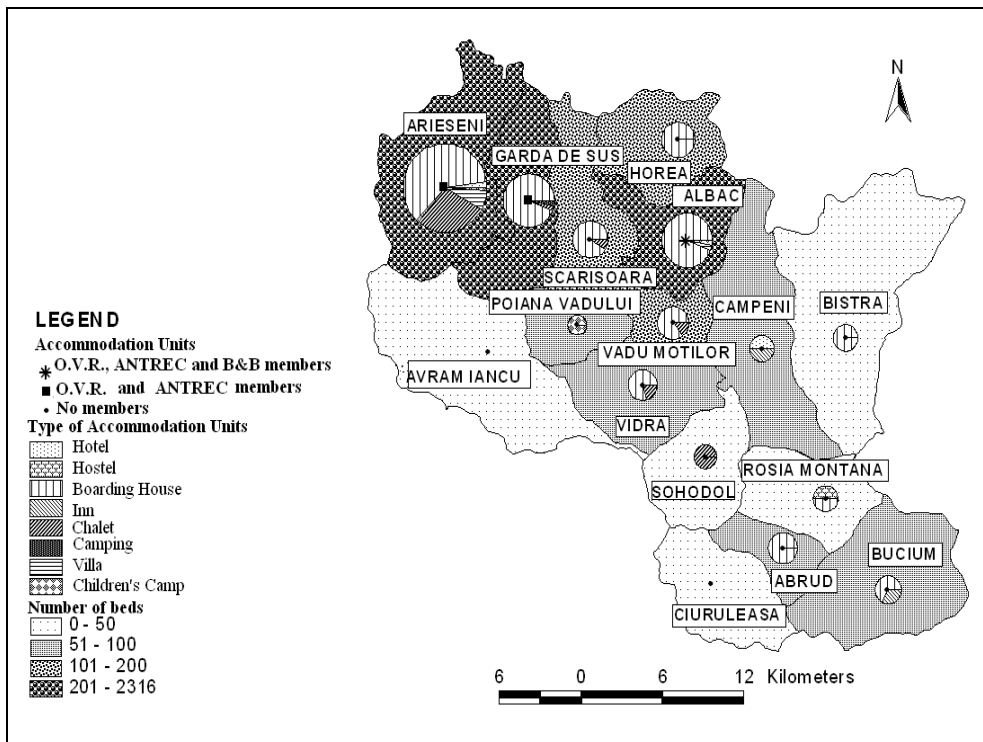 N
ARIESENI
GARDA DE SUS
HOREA
ALBAC
SCARISOARA
POIANA VADULUI
CAMPENI
BISTRA
VADU MOTILOR
AVRAM IANCU
VIDRA
ROSIA MONTANA
SOHODOL
BUCIUM
ABRUD
CIURULEASA
LEGEND
Accommodation Units
O.V.R., ANTREC and B&B members
O.V.R. and ANTREC members
No members
Type of Accommodation Units
Hotel
Hostel
Boarding House
Inn
Chalet
Camping
Villa
Children's Camp
Number of beds
0 - 50
51 - 100
101 - 200
201 - 2316
6 0 6 12 Kilometers